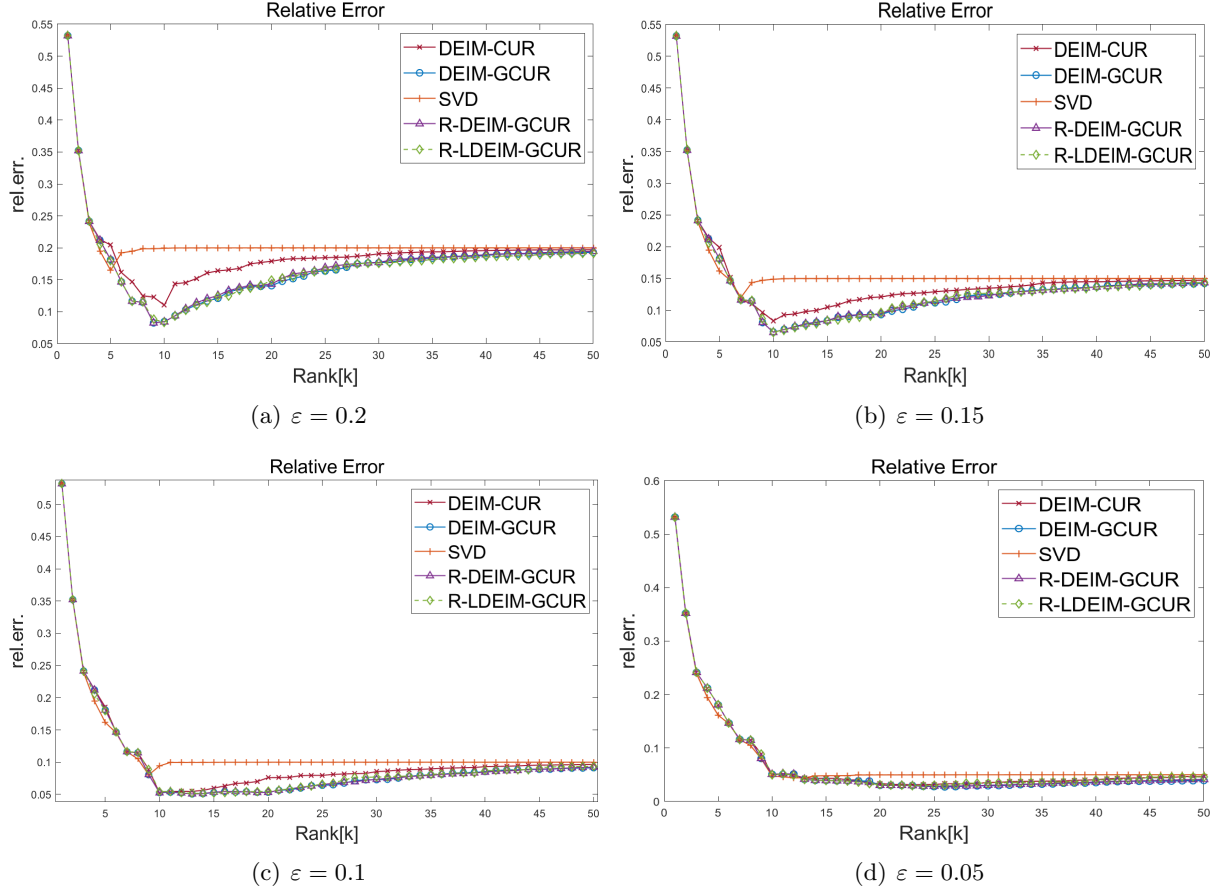 Relative Error
0.55
0.5
0.45
0.4
0.35
0.3
0.25
0.2
0.15
0.1
0.05
rel.err.
DEIM-CUR
DEIM-GCUR
SVD
R-DEIM-GCUR
R-LDEIM-GCUR
0 5 10 15 20 25 30 35 40 45 50
Rank[k]
(a) ε = 0.2
Relative Error
0.55
0.5
0.45
0.4
0.35
0.3
0.25
0.2
0.15
0.1
0.05
rel.err.
DEIM-CUR
DEIM-GCUR
SVD
R-DEIM-GCUR
R-LDEIM-GCUR
0 5 10 15 20 25 30 35 40 45 50
Rank[k]
(b) ε = 0.15
Relative Error
0.5
0.45
0.4
0.35
0.3
0.25
0.2
0.15
0.1
0.05
rel.err.
DEIM-CUR
DEIM-GCUR
SVD
R-DEIM-GCUR
R-LDEIM-GCUR
5 10 15 20 25 30 35 40 45 50
Rank[k]
(c) ε = 0.1
Relative Error
0.6
0.5
0.4
0.3
0.2
0.1
0
rel.err.
DEIM-CUR
DEIM-GCUR
SVD
R-DEIM-GCUR
R-LDEIM-GCUR
0 5 10 15 20 25 30 35 40 45 50
Rank[k]
(d) ε = 0.05